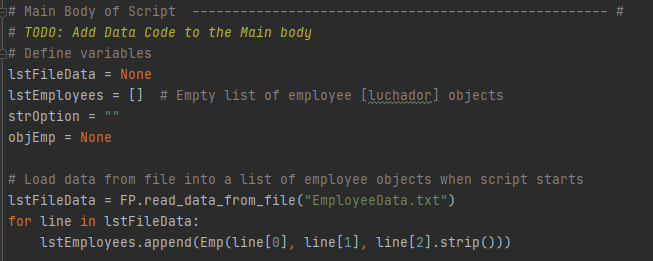 # Main Body of Script  ---------------------------------------------------- #
# TODO: Add Data Code to the Main body
# Define variables
lstFileData = None
lstEmployees = []  # Empty list of employee [luchador] objects
strOption = ""
objEmp = None

# Load data from file into a list of employee objects when script starts
lstFileData = FP.read_data_from_file("EmployeeData.txt")
for line in lstFileData:
    lstEmployees.append(Emp(line[0], line[1], line[2].strip()))